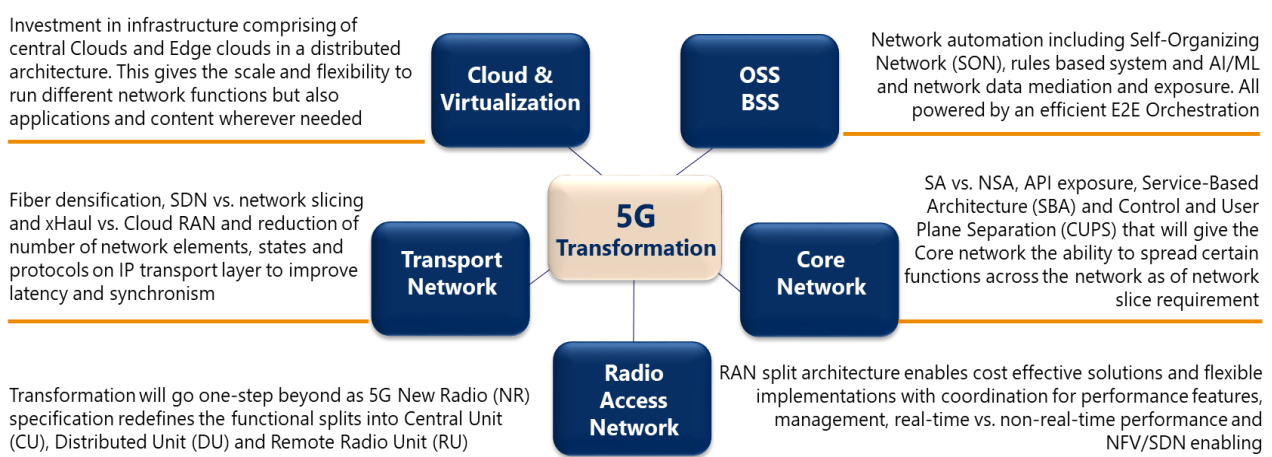 Investment in infrastructure comprising of
central Clouds and Edge clouds in a distributed
architecture. This gives the scale and flexibility to
run different network functions but also
applications and content wherever needed
Cloud &
Virtualization
OSS
BSS
Network automation including Self-Organizing
Network (SON), rules based system and AI/ML
and network data mediation and exposure. All
powered by an efficient E2E Orchestration
5G
Transformation
Fiber densification, SDN vs. network slicing
and xHaul vs. Cloud RAN and reduction of
number of network elements, states and
protocols on IP transport layer to improve
latency and synchronism
Transport
Network
Core
Network
SA vs. NSA, API exposure, Service-Based
Architecture (SBA) and Control and User
Plane Separation (CUPS) that will give the
Core network the ability to spread certain
functions across the network as of network
slice requirement
Transformation will go one-step beyond as 5G New Radio (NR)
specification redefines the functional splits into Central Unit
(CU), Distributed Unit (DU) and Remote Radio Unit (RU)
Radio
Access
Network
RAN split architecture enables cost effective solutions and flexible
implementations with coordination for performance features,
management, real-time vs. non-real-time performance and
NFV/SDN enabling